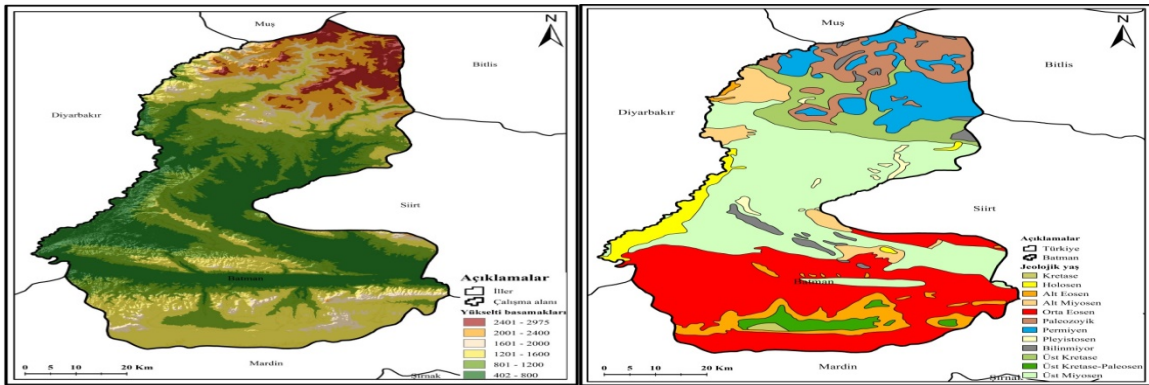 Muş
N
Bitlis
Diyarbakır
Siirt
Batman
Mardin
Şırnak
0 5 10 20 Km
Açıklamalar
İller
Çalışma alanı
Yükselti basamakları
2401 - 2975
2001 - 2400
1601 - 2000
1201 - 1600
801 - 1200
402 - 800
Muş
N
Bitlis
Diyarbakır
Siirt
Batman
Mardin
Şırnak
0 5 10 20 Km
Açıklamalar
Türkiye
Batman
Jeolojik yaş
Kretase
Holosen
Alt Eosen
Alt Miyosen
Orta Eosen
Paleozoyik
Permiyen
Pleyistosen
Bilinmiyor
Üst Kretase
Üst Kretase-Paleosen
Üst Miyosen